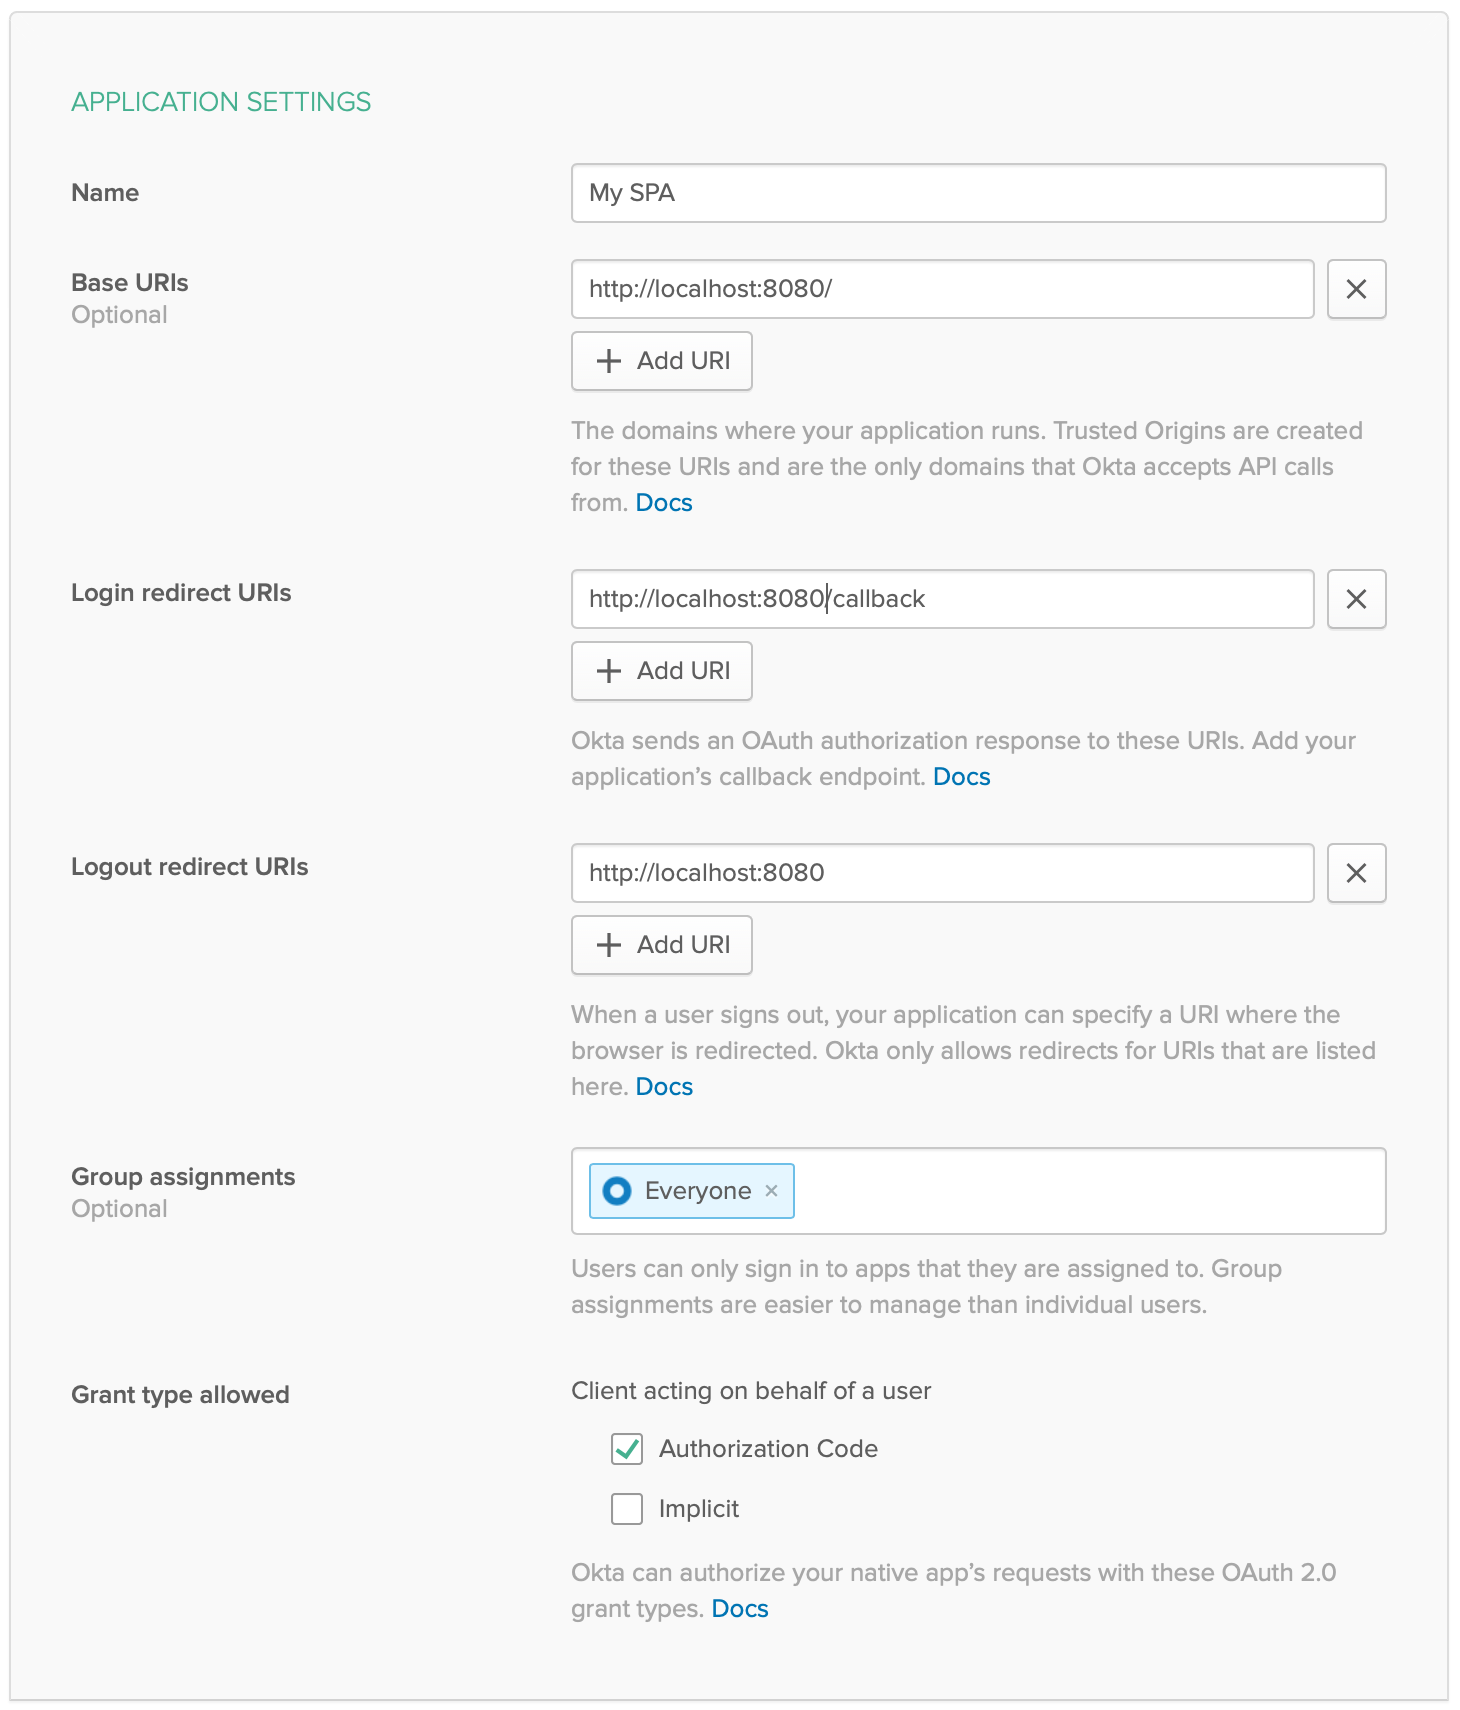 APPLICATION SETTINGS
Name
My SPA
Base URIs
Optional
http://localhost:8080/
Add URI
The domains where your application runs. Trusted Origins are created
for these URIs and are the only domains that Okta accepts API calls
from. Docs
Login redirect URIs
http://localhost:8080/callback
Add URI
Okta sends an OAuth authorization response to these URIs. Add your
application’s callback endpoint. Docs
Logout redirect URIs
http://localhost:8080
Add URI
When a user signs out, your application can specify a URI where the
browser is redirected. Okta only allows redirects for URIs that are listed
here. Docs
Group assignments
Optional
Everyone
Users can only sign in to apps that they are assigned to. Group
assignments are easier to manage than individual users.
Grant type allowed
Client acting on behalf of a user
Authorization Code
Implicit
Okta can authorize your native app’s requests with these OAuth 2.0
grant types. Docs